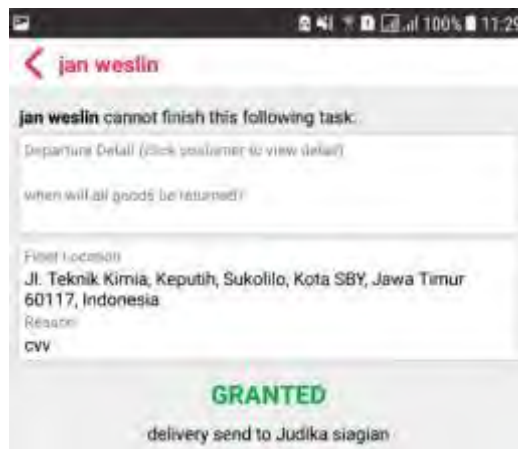 100% 11:29
jan weslin
jan weslin cannot finish this following task:
Departure Detail (click customer to view detail)
when will all goods be returned?
Final Location
Jl. Teknik Kimia, Keputih, Sukolilo, Kota SBY, Jawa Timur
60117, Indonesia
Reason
cvv
GRANTED
delivery send to Judika siagian